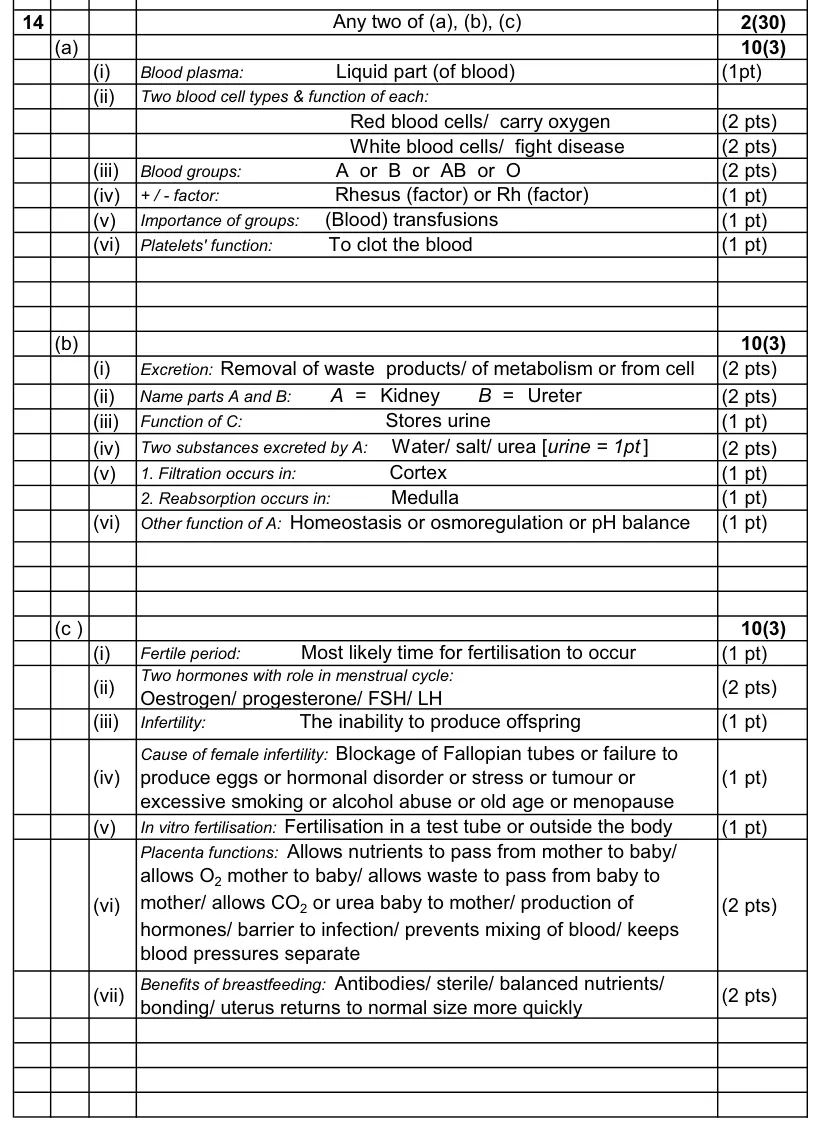 14 Any two of (a), (b), (c) 2(30)
(a) 10(3)
(i) Blood plasma: Liquid part (of blood) (1pt)
(ii) Two blood cell types & function of each:
Red blood cells/ carry oxygen (2 pts)
White blood cells/ fight disease (2 pts)
(iii) Blood groups: A or B or AB or O (2 pts)
(iv) + / - factor: Rhesus (factor) or Rh (factor) (1 pt)
(v) Importance of groups: (Blood) transfusions (1 pt)
(vi) Platelets' function: To clot the blood (1 pt)
(b) 10(3)
(i) Excretion: Removal of waste products/ of metabolism or from cell (2 pts)
(ii) Name parts A and B: A = Kidney B = Ureter (2 pts)
(iii) Function of C: Stores urine (1 pt)
(iv) Two substances excreted by A: Water/ salt/ urea [urine = 1pt] (2 pts)
(v) 1. Filtration occurs in: Cortex (1 pt)
2. Reabsorption occurs in: Medulla (1 pt)
(vi) Other function of A: Homeostasis or osmoregulation or pH balance (1 pt)
(c ) 10(3)
(i) Fertile period: Most likely time for fertilisation to occur (1 pt)
Two hormones with role in menstrual cycle:
(ii) Oestrogen/ progesterone/ FSH/ LH (2 pts)
(iii) Infertility: The inability to produce offspring (1 pt)
Cause of female infertility: Blockage of Fallopian tubes or failure to
(iv) produce eggs or hormonal disorder or stress or tumour or (1 pt)
excessive smoking or alcohol abuse or old age or menopause
(v) In vitro fertilisation: Fertilisation in a test tube or outside the body (1 pt)
Placenta functions: Allows nutrients to pass from mother to baby/
allows O₂ mother to baby/ allows waste to pass from baby to
(vi) mother/ allows CO₂ or urea baby to mother/ production of (2 pts)
hormones/ barrier to infection/ prevents mixing of blood/ keeps
blood pressures separate
Benefits of breastfeeding: Antibodies/ sterile/ balanced nutrients/
(vii) bonding/ uterus returns to normal size more quickly (2 pts)